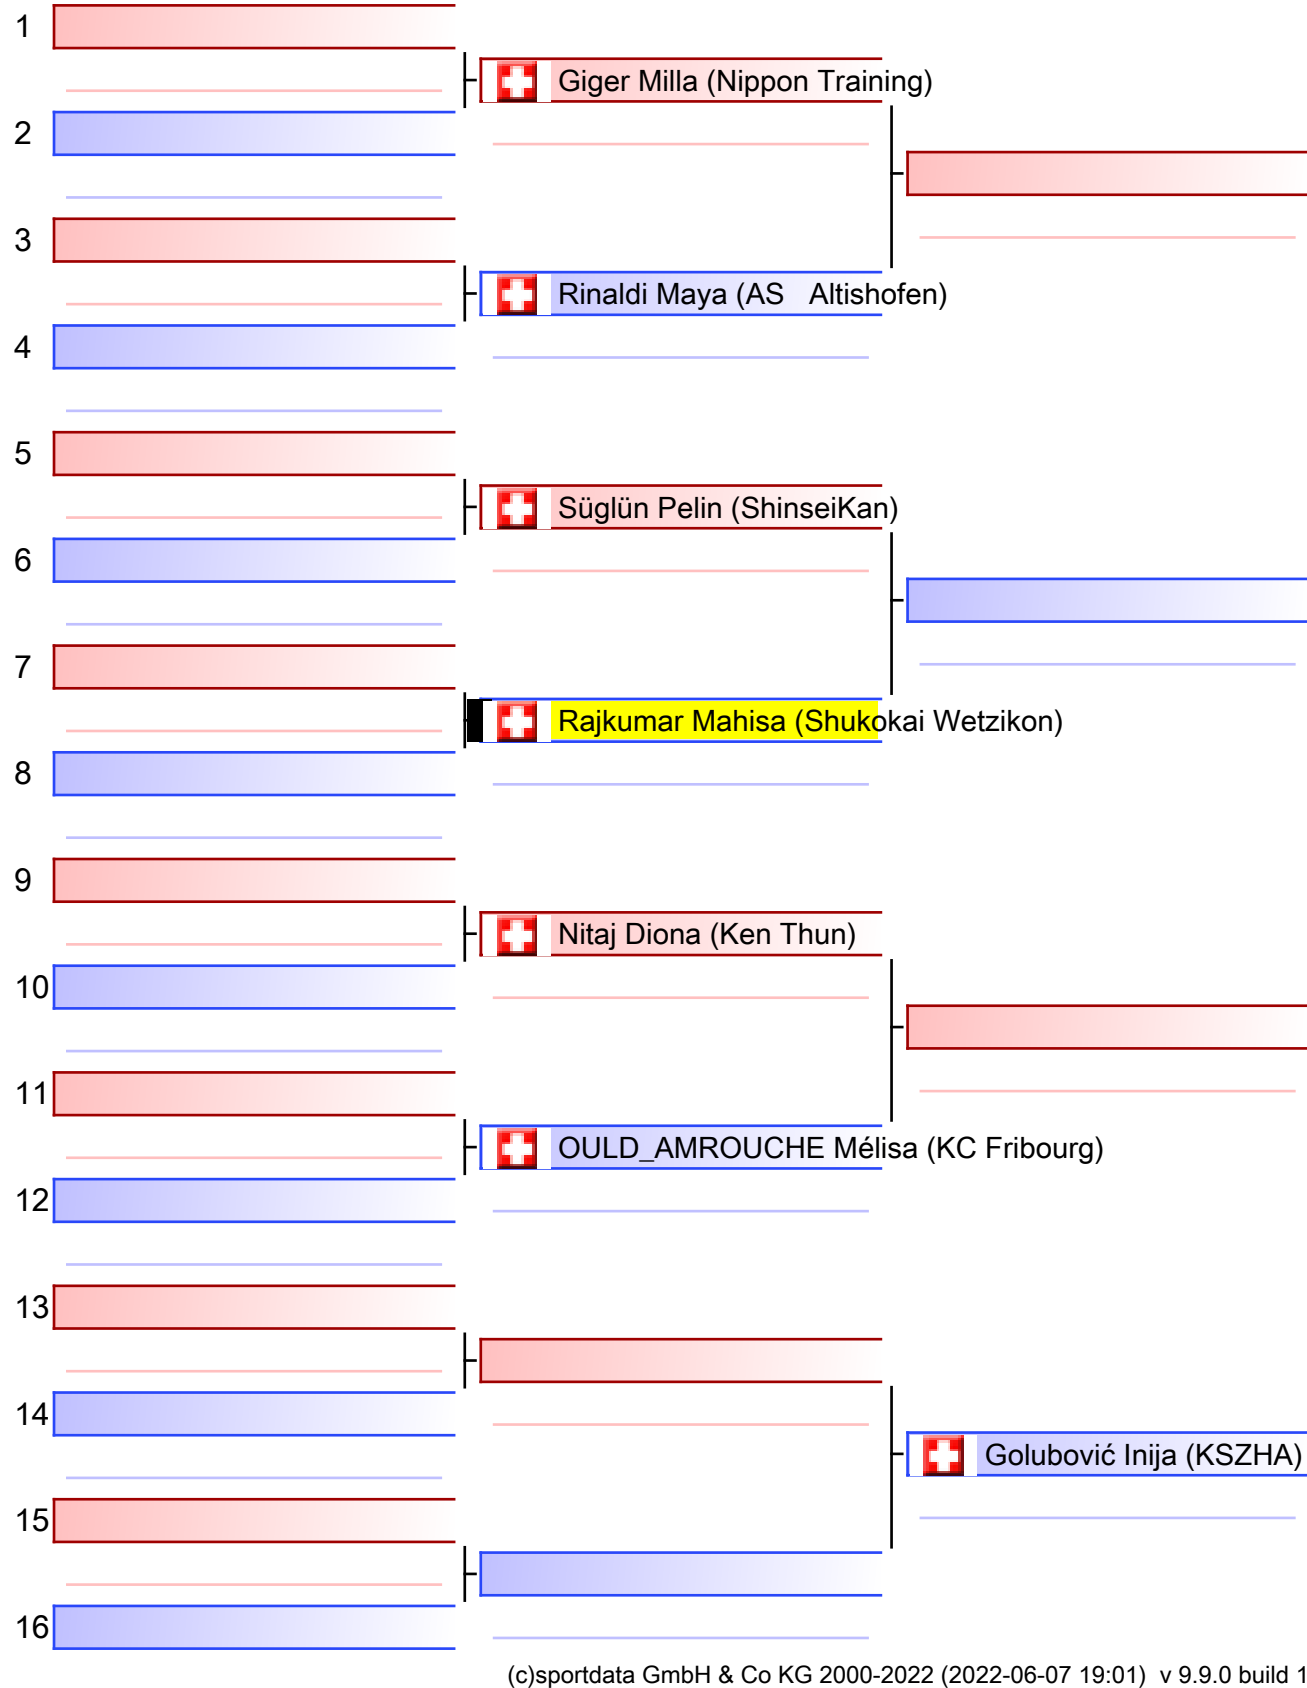 1
Giger Milla (Nippon Training)
2
3
Rinaldi Maya (AS Altishofen)
4
5
Süglün Pelin (ShinseiKan)
6
7
Rajkumar Mahisa (Shukokai Wetzikon)
8
9
Nitaj Diona (Ken Thun)
10
11
OULD_AMROUCHE Mélisa (KC Fribourg)
12
13
14
Golubović Inija (KSZHA)
15
16
(c)sportdata GmbH & Co KG 2000-2022 (2022-06-07 19:01) v 9.9.0 build 1